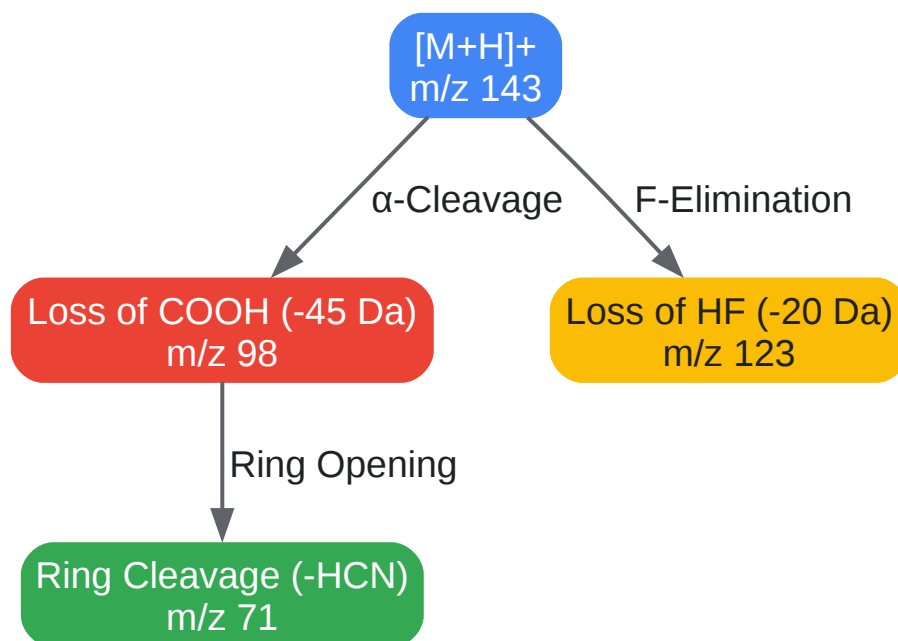 [M+H]+
m/z 143
α-Cleavage
F-Elimination
Loss of COOH (-45 Da)
m/z 98
Loss of HF (-20 Da)
m/z 123
Ring Opening
Ring Cleavage (-HCN)
m/z 71